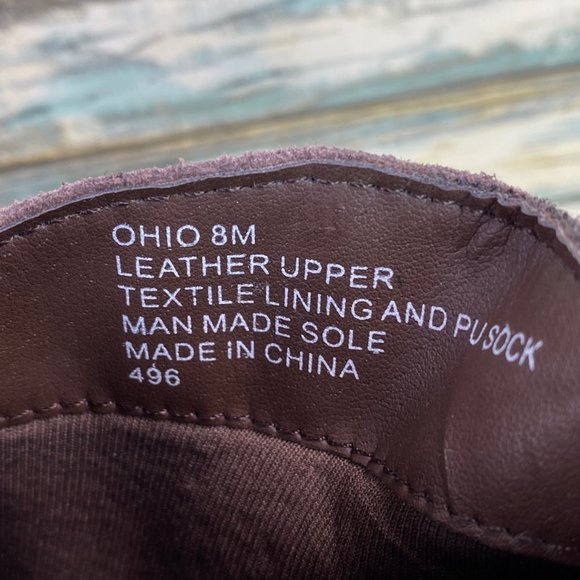 OHIO 8M
LEATHER UPPER
TEXTILE LINING AND PU SOCK
MAN MADE SOLE
MADE IN CHINA
496